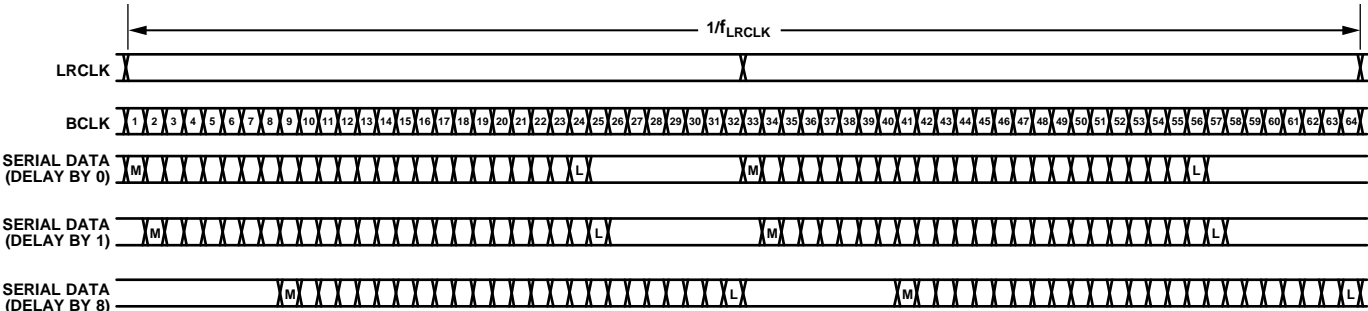 1/fLRCLK
LRCLK
BCLK 1 2 3 4 5 6 7 8 9 10 11 12 13 14 15 16 17 18 19 20 21 22 23 24 25 26 27 28 29 30 31 32 33 34 35 36 37 38 39 40 41 42 43 44 45 46 47 48 49 50 51 52 53 54 55 56 57 58 59 60 61 62 63 64
SERIAL DATA
(DELAY BY 0) M L M L
SERIAL DATA
(DELAY BY 1) M L M L
SERIAL DATA
(DELAY BY 8) M L M L